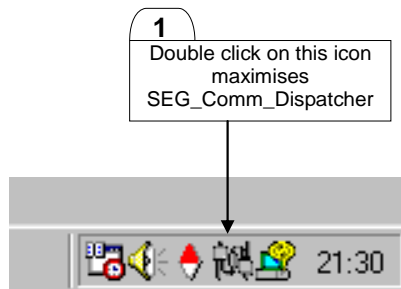 1
Double click on this icon
maximises
SEG_Comm_Dispatcher
21:30